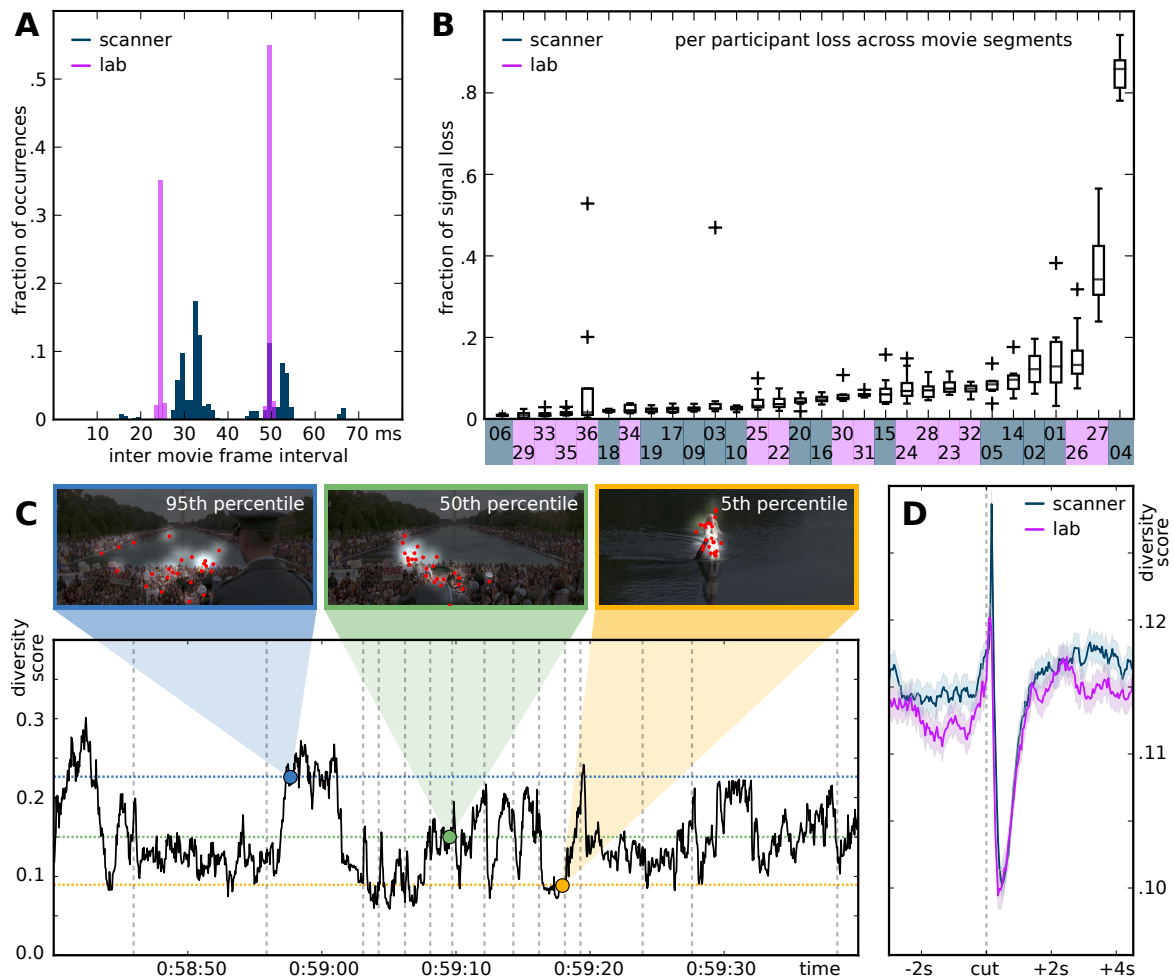 A
scanner
lab
fraction of occurrences
.5
.4
.3
.2
.1
0
10 20 30 40 50 60 70 ms
inter movie frame interval
B
scanner
lab
per participant loss across movie segments
fraction of signal loss
.8
.6
.4
.2
0
06 33 36 34 17 03 25 20 30 15 28 32 14 01 27
29 35 18 19 09 10 22 16 31 24 23 05 02 26 04
C
95th percentile
50th percentile
5th percentile
diversity
score
0.3
0.2
0.1
0.0
0:58:50 0:59:00 0:59:10 0:59:20 0:59:30 time
D
scanner
lab
diversity
score
.12
.11
.10
-2s cut +2s +4s